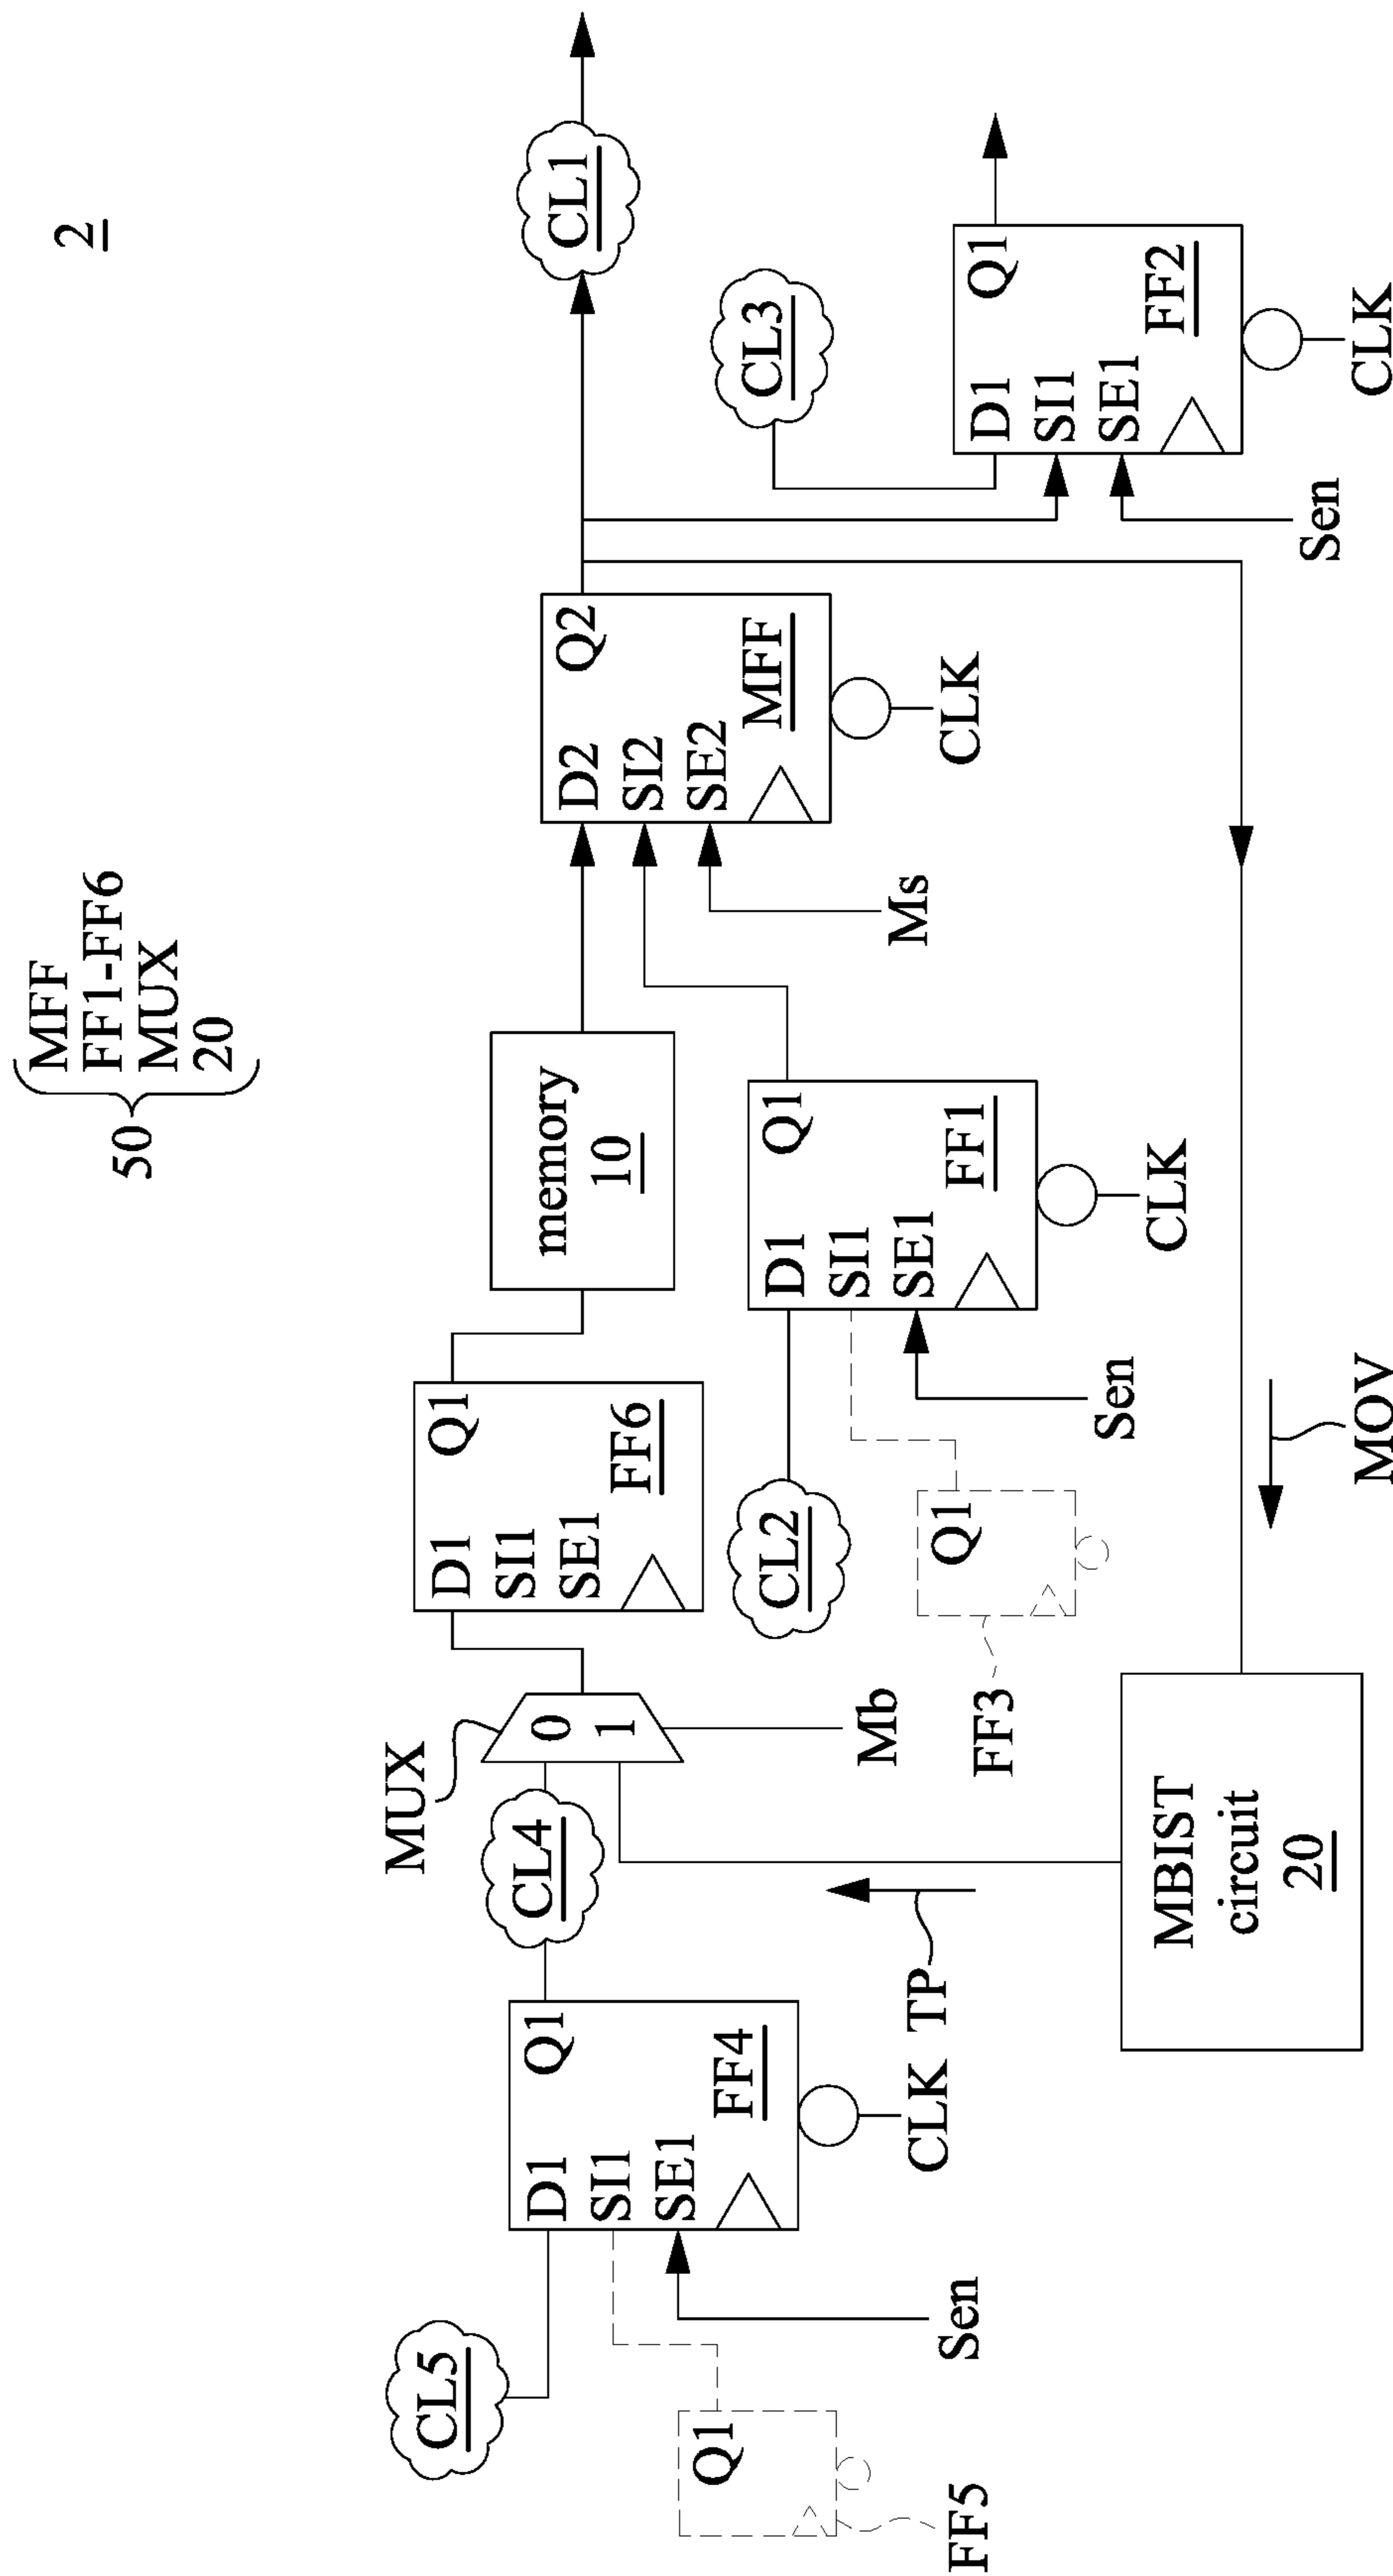 2
50
MFF
FF1-FF6
MUX
20
CL5
D1
Q1
SI1
SE1
FF4
CLK
Sen
Q1
FF5
CL4
MUX
0
1
Mb
TP
MBIST
circuit
20
D1
Q1
SI1
SE1
FF6
memory
10
CL2
D1
Q1
SI1
SE1
FF1
CLK
Sen
Q1
FF3
D2
Q2
SI2
SE2
MFF
CLK
Ms
CL1
CL3
D1
Q1
SI1
SE1
FF2
CLK
Sen
MOV